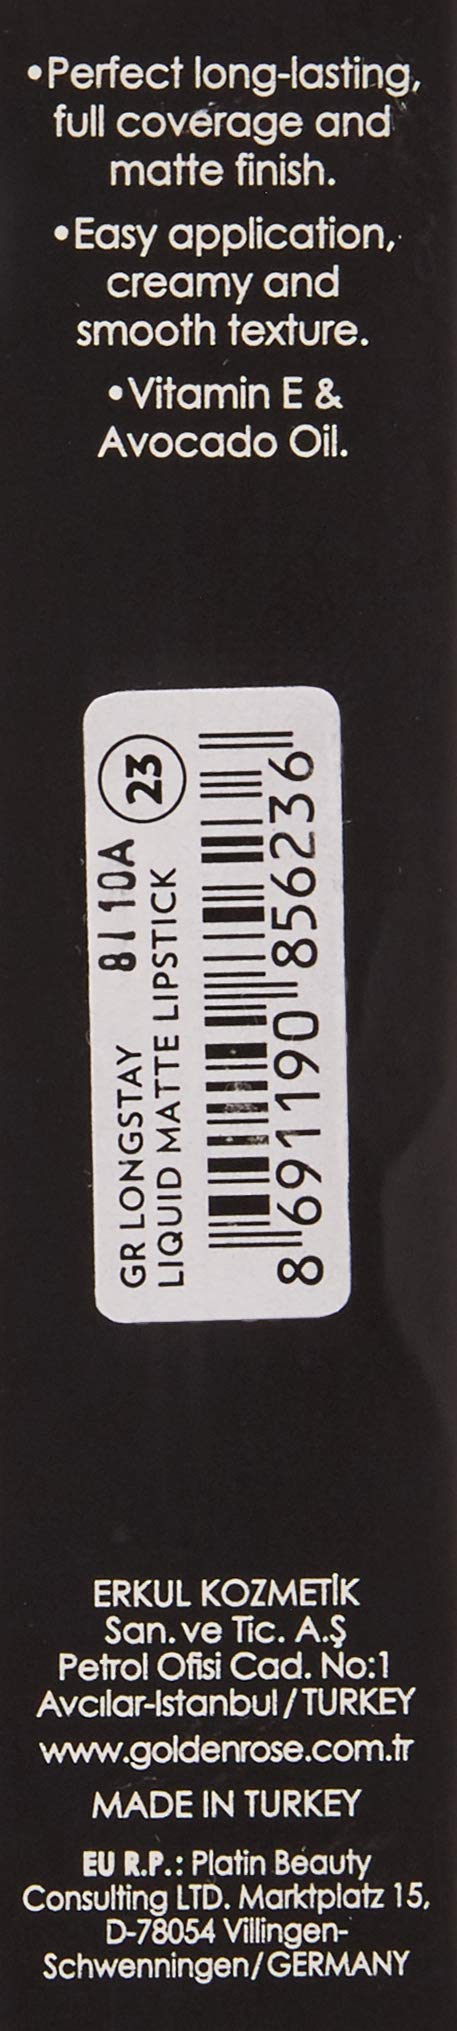 •Perfect long-lasting,
full coverage and
matte finish.
•Easy application,
creamy and
smooth texture.
•Vitamin E &
Avocado Oil.
GR LONGSTAY 8110A 23
LIQUID MATTE LIPSTICK
8 691190 856236
ERKUL KOZMETİK
San. ve Tic. A.Ş
Petrol Ofisi Cad. No:1
Avcılar-Istanbul/TURKEY
www.goldenrose.com.tr
MADE IN TURKEY
EU R.P.: Platin Beauty
Consulting LTD. Marktplatz 15,
D-78054 Villingen-
Schwenningen/GERMANY